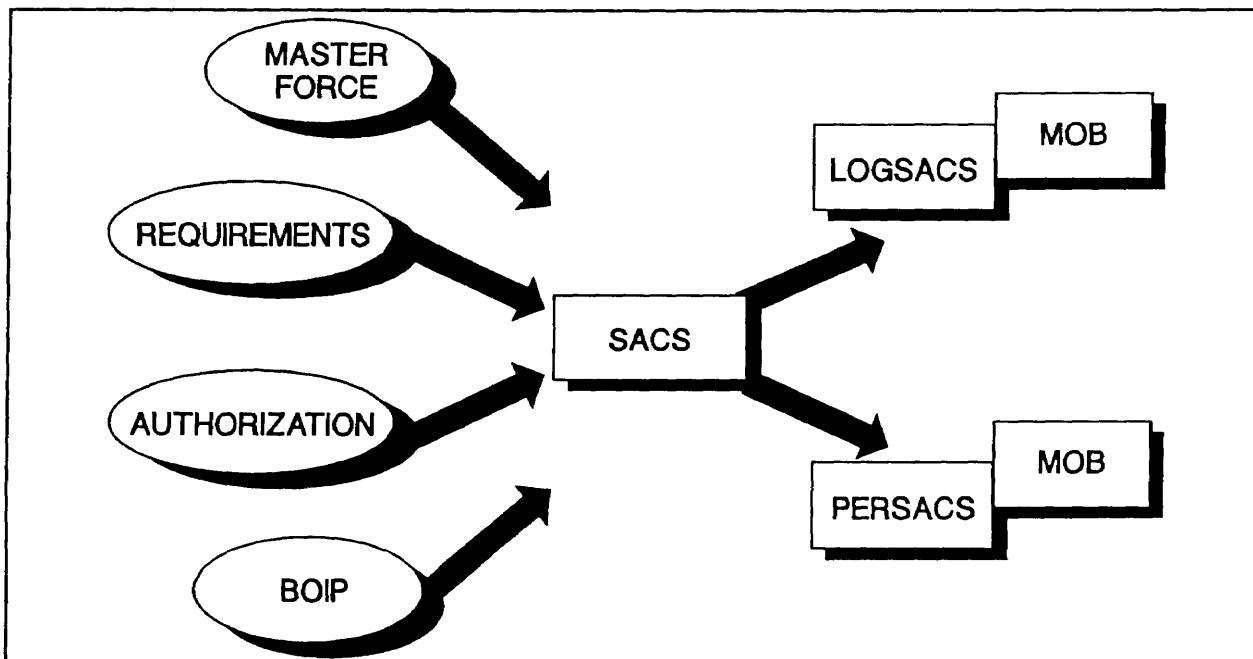 MASTER
FORCE
REQUIREMENTS
AUTHORIZATION
BOIP
SACS
LOGSACS
MOB
PERSACS
MOB